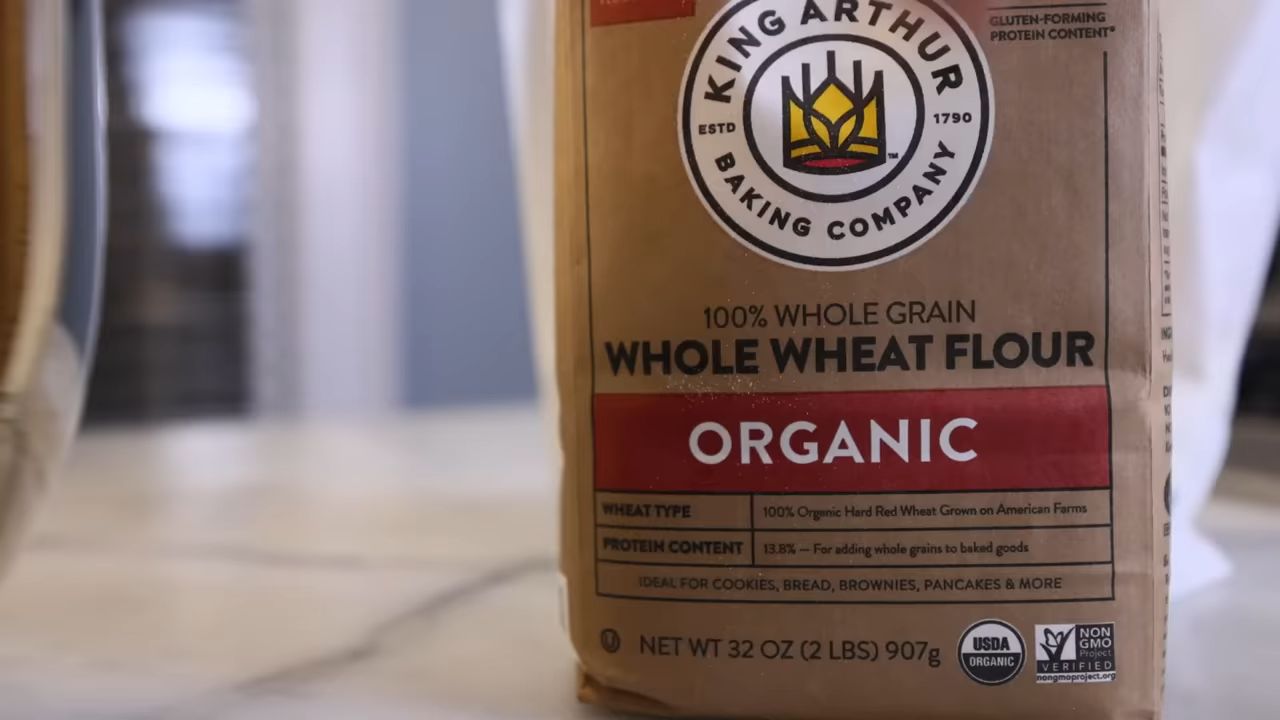 GLUTEN-FORMING
PROTEIN CONTENT*
KING ARTHUR
ESTD 1790
BAKING COMPANY
TM
100% WHOLE GRAIN
WHOLE WHEAT FLOUR
ORGANIC
WHEAT TYPE 100% Organic Hard Red Wheat Grown on American Farms
PROTEIN CONTENT 13.8% — For adding whole grains to baked goods
IDEAL FOR COOKIES, BREAD, BROWNIES, PANCAKES & MORE
U NET WT 32 OZ (2 LBS) 907g
USDA
ORGANIC
NON
GMO
Project
VERIFIED
nongmoproject.org